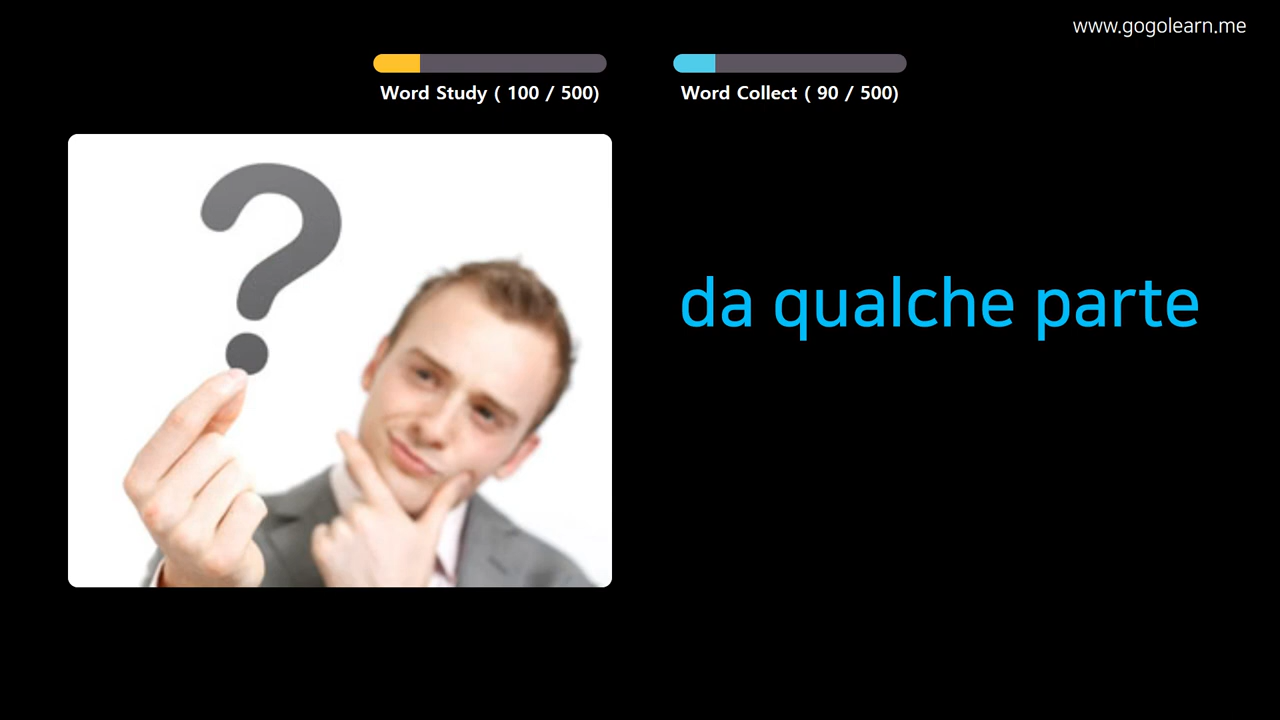 www.gogolearn.me
Word Study ( 100 / 500)
Word Collect ( 90 / 500)
?
da qualche parte